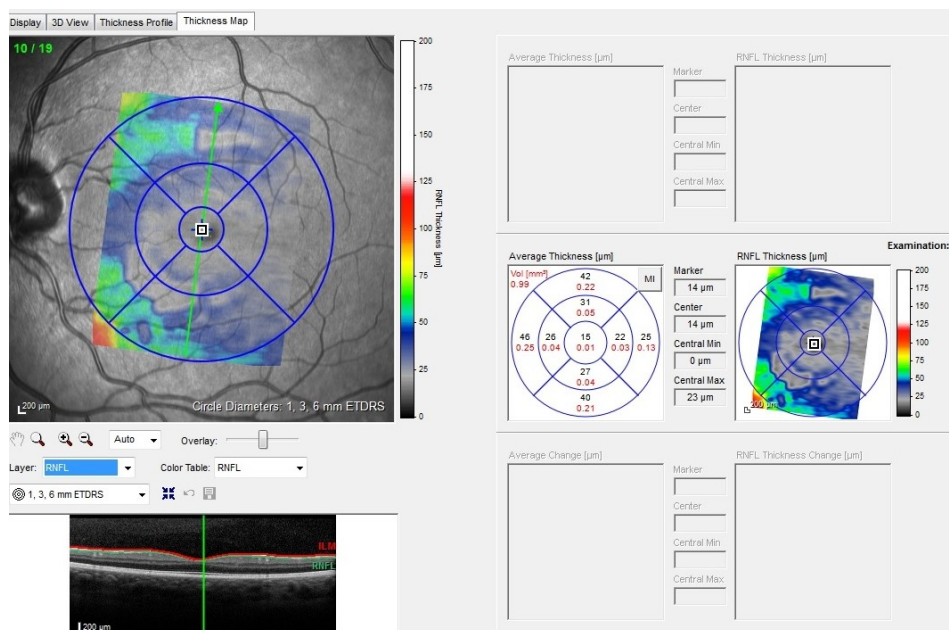 Display 3D View Thickness Profile Thickness Map
10 / 19
200
175
150
125
100
75
50
25
0
RNFL Thickness [µm]
200 µm
Circle Diameters: 1, 3, 6 mm ETDRS
Auto Overlay:
Layer: RNFL Color Table: RNFL
1, 3, 6 mm ETDRS
ILM
RNFL
200 µm
Average Thickness [µm] RNFL Thickness [µm]
Marker
Center
Central Min
Central Max
Examination:
Average Thickness [µm] RNFL Thickness [µm]
Vol [mm³]
0.99
MI
42
0.22
31
0.05
46 26 15 22 25
0.25 0.04 0.01 0.03 0.13
27
0.04
40
0.21
Marker
14 µm
Center
14 µm
Central Min
0 µm
Central Max
23 µm
200 µm
200
175
150
125
100
75
50
25
0
Average Change [µm] RNFL Thickness Change [µm]
Marker
Center
Central Min
Central Max